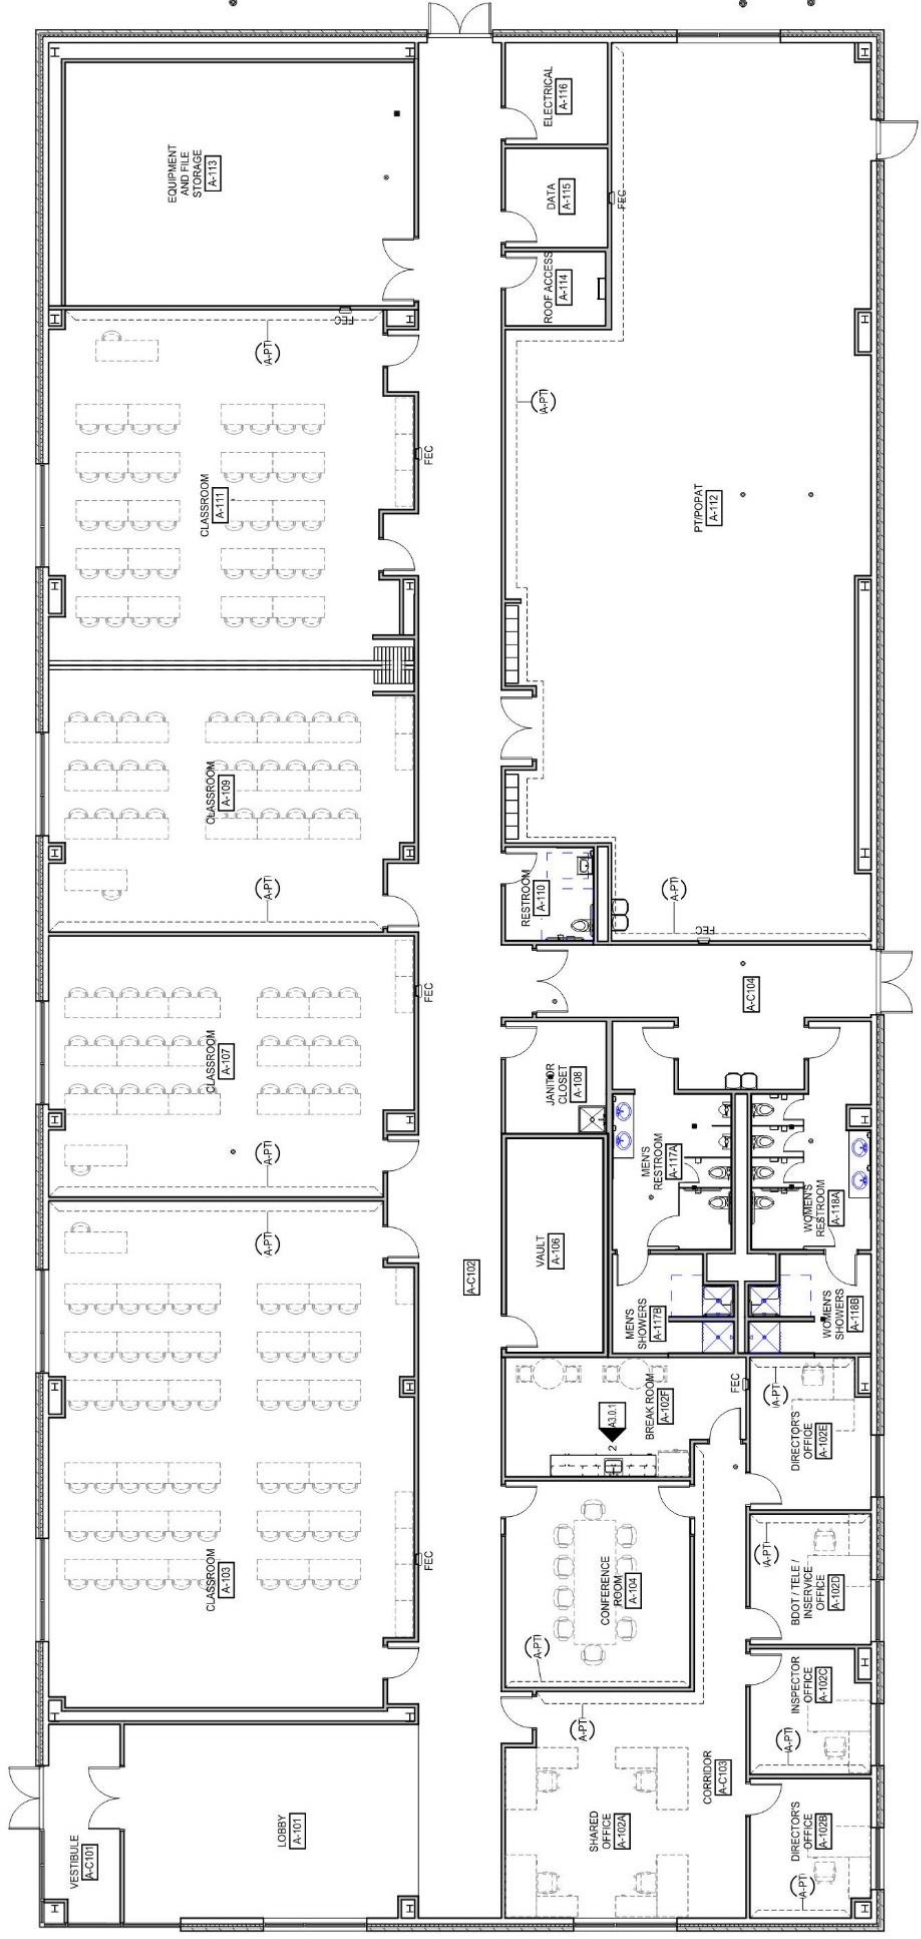 ELECTRICAL
A-116
EQUIPMENT
AND FILE
STORAGE
A-113
DATA
A-115
FEC
ROOF ACCESS
A-114
FEC
A-PT
A-PT
FEC
CLASSROOM
A-111
PT/POPAT
A-112
CLASSROOM
A-109
A-PT
RESTROOM
A-110
A-PT
FEC
FEC
A-C104
CLASSROOM
A-107
JANITOR
CLOSET
A-108
A-PT
MEN'S
RESTROOM
A-117A
WOMEN'S
RESTROOM
A-118A
A-PT
VAULT
A-106
A-C102
MEN'S
SHOWERS
A-117B
WOMEN'S
SHOWERS
A-118B
FEC
A-PT
BREAK ROOM
A-102F
A3.0.1
2
DIRECTOR'S
OFFICE
A-102E
CLASSROOM
A-103
FEC
CONFERENCE
ROOM
A-104
A-PT
BDOT / TELE /
INSERVICE
OFFICE
A-102D
A-PT
INSPECTOR
OFFICE
A-102C
A-PT
A-PT
CORRIDOR
A-C103
SHARED
OFFICE
A-102A
DIRECTOR'S
OFFICE
A-102B
A-PT
LOBBY
A-101
VESTIBULE
A-C101